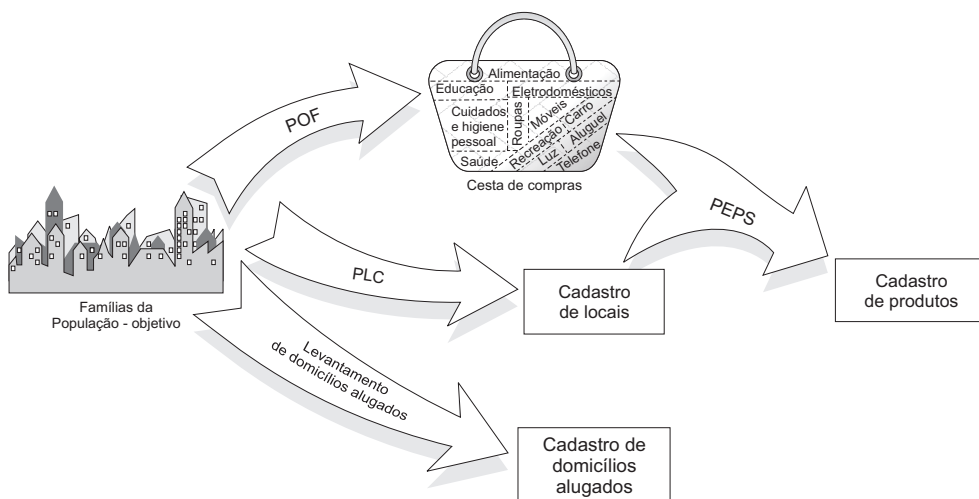 POF
Alimentação
Educação
Eletrodomésticos
Cuidados
e higiene
pessoal
Roupas
Móveis
Carro
Recreação
Aluguel
Luz
Saúde
Telefone
Cesta de compras
PEPS
PLC
Cadastro
de locais
Cadastro
de produtos
Famílias da
População - objetivo
Levantamento
de domicílios alugados
Cadastro de
domicílios
alugados